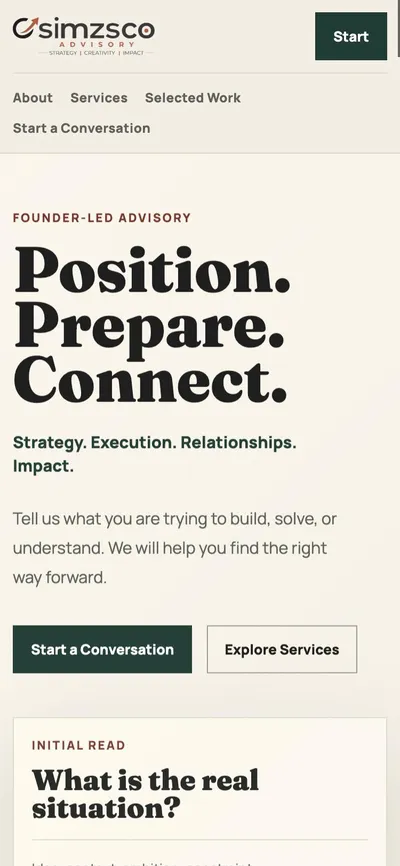 simzsco
ADVISORY
STRATEGY | CREATIVITY | IMPACT
Start
About Services Selected Work
Start a Conversation
FOUNDER-LED ADVISORY
Position.
Prepare.
Connect.
Strategy. Execution. Relationships.
Impact.
Tell us what you are trying to build, solve, or
understand. We will help you find the right
way forward.
Start a Conversation Explore Services
INITIAL READ
What is the real
situation?